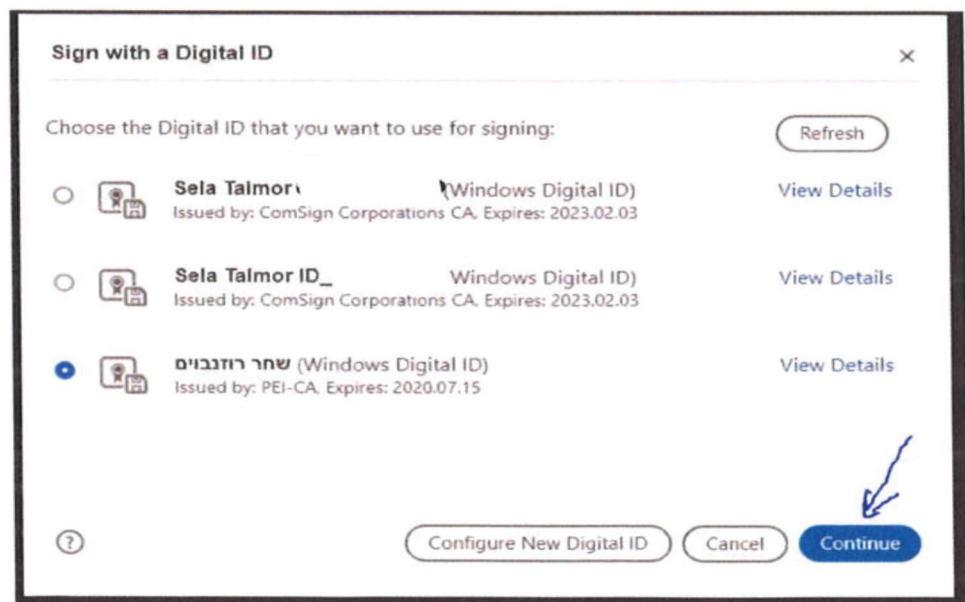 Sign with a Digital ID
Choose the Digital ID that you want to use for signing:
Refresh
Sela Talmor (Windows Digital ID)
View Details
Issued by: ComSign Corporations CA. Expires: 2023.02.03
Sela Talmor ID_ Windows Digital ID)
View Details
Issued by: ComSign Corporations CA. Expires: 2023.02.03
שחר רוזנבוים (Windows Digital ID)
View Details
Issued by: PEI-CA. Expires: 2020.07.15
Configure New Digital ID
Cancel
Continue